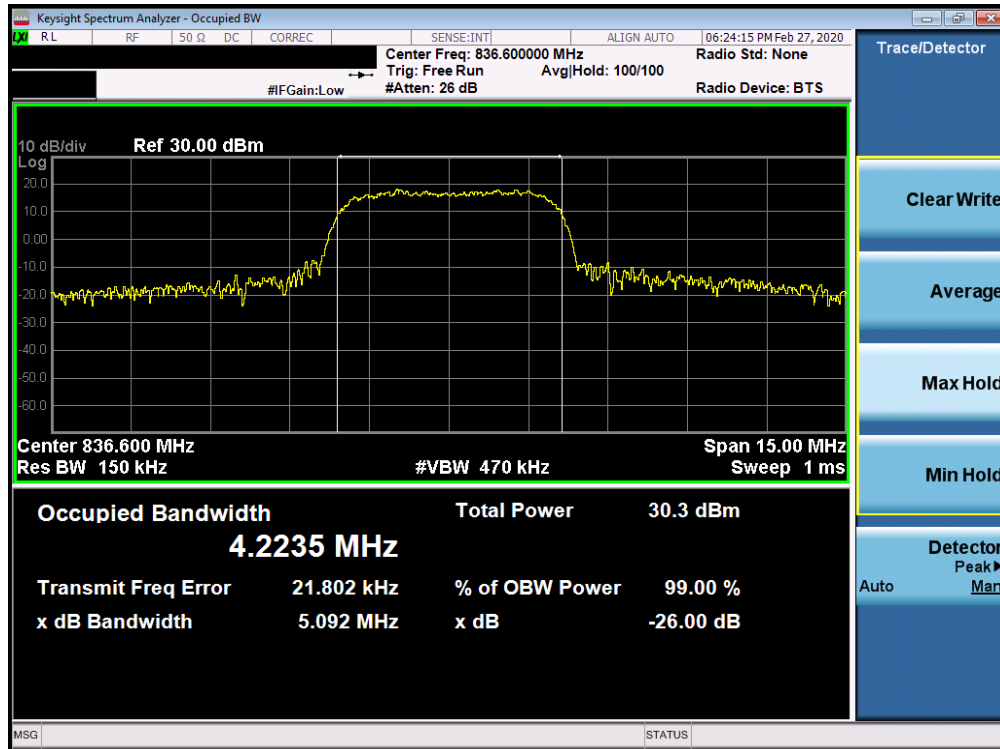 Keysight Spectrum Analyzer - Occupied BW
LXI RL RF 50 Ω DC CORREC SENSE:INT ALIGN AUTO 06:24:15 PM Feb 27, 2020
Center Freq: 836.600000 MHz Radio Std: None
Trig: Free Run Avg|Hold: 100/100
#IFGain:Low #Atten: 26 dB Radio Device: BTS
10 dB/div Ref 30.00 dBm
Log
20.0
10.0
0.00
-10.0
-20.0
-30.0
-40.0
-50.0
-60.0
Center 836.600 MHz Span 15.00 MHz
Res BW 150 kHz #VBW 470 kHz Sweep 1 ms
Occupied Bandwidth Total Power 30.3 dBm
4.2235 MHz
Transmit Freq Error 21.802 kHz % of OBW Power 99.00 %
x dB Bandwidth 5.092 MHz x dB -26.00 dB
MSG STATUS
Trace/Detector
Clear Write
Average
Max Hold
Min Hold
Detector
Peak
Auto Man